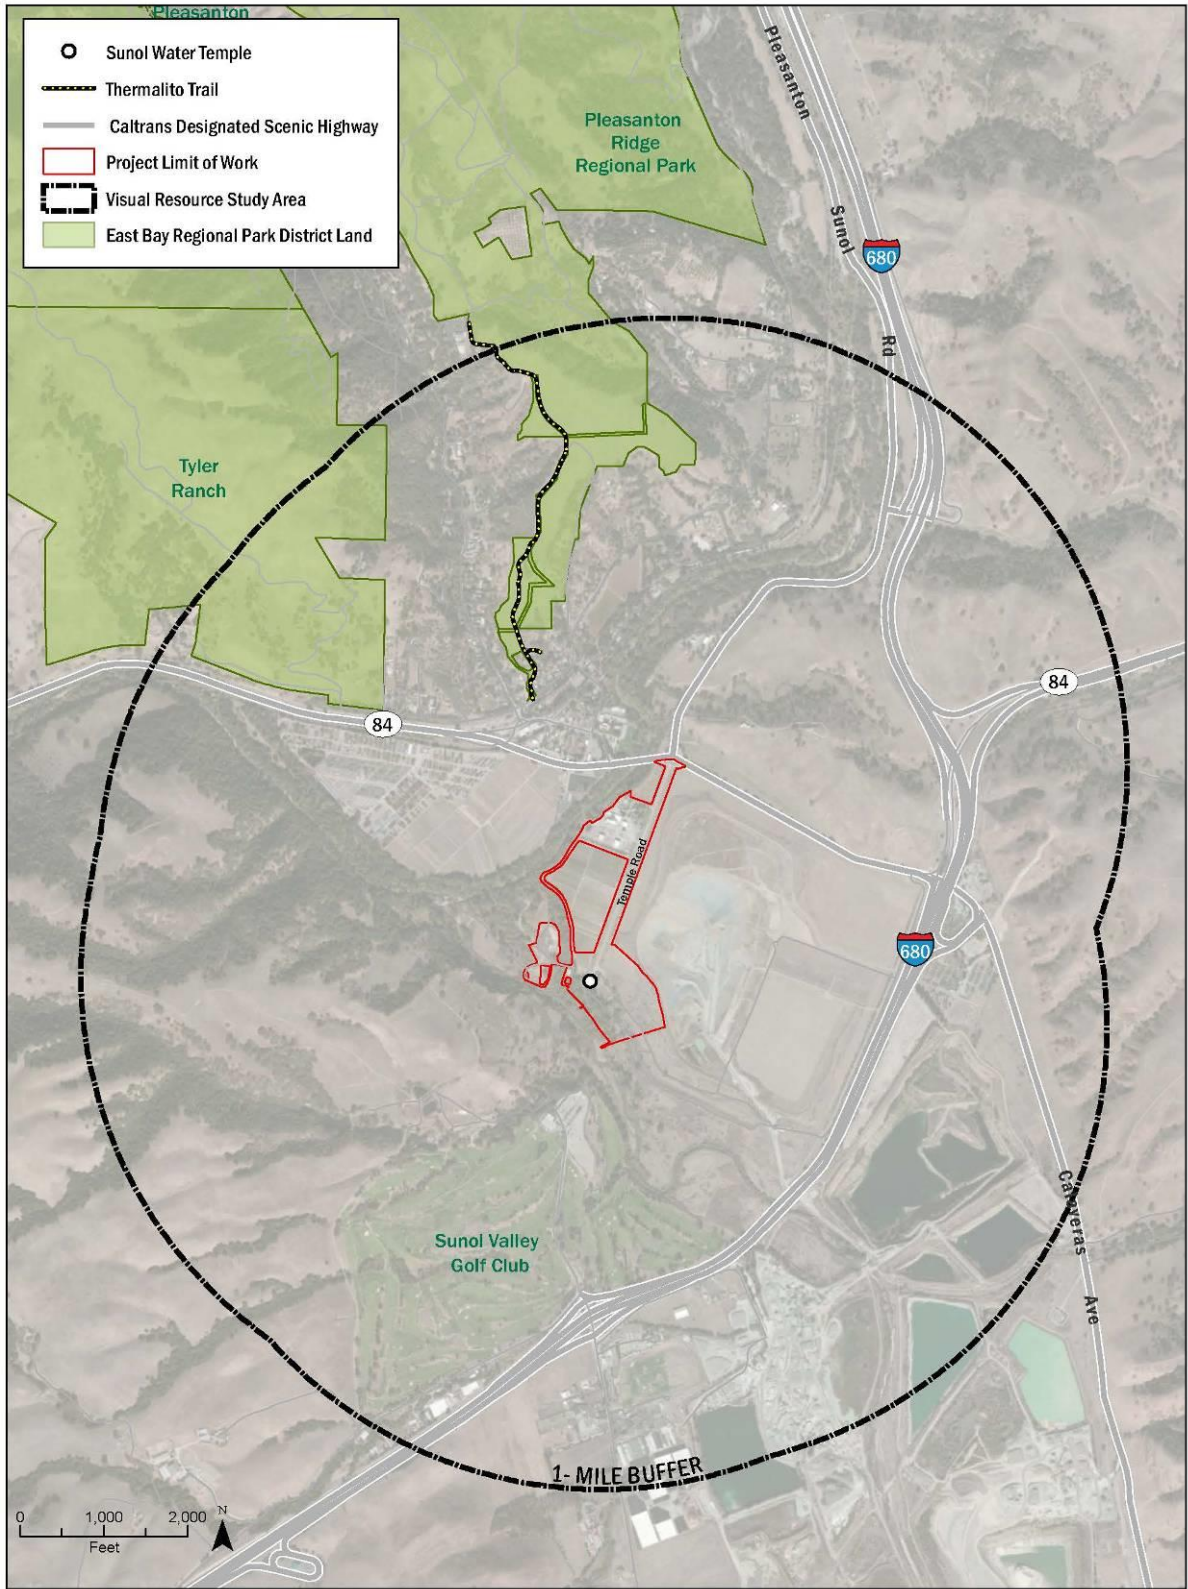 Pleasanton
Sunol Water Temple
Thermalito Trail
Caltrans Designated Scenic Highway
Project Limit of Work
Visual Resource Study Area
East Bay Regional Park District Land
Pleasanton
Ridge
Regional Park
Pleasanton
Sunol
Rd
680
Tyler
Ranch
84
84
Temple Road
680
Calaveras
Ave
Sunol Valley
Golf Club
1- MILE BUFFER
0 1,000 2,000
Feet
N